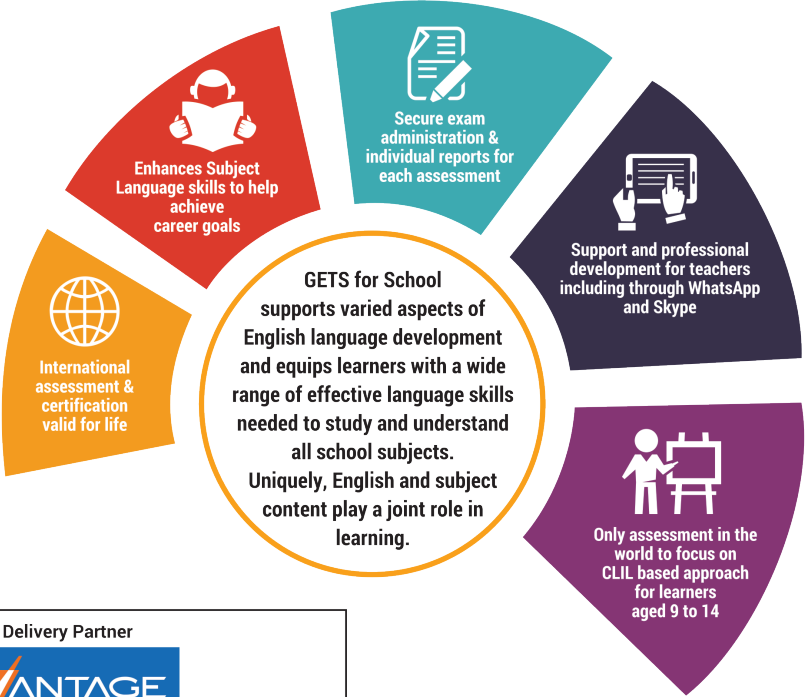 International
assessment &
certification
valid for life
Enhances Subject
Language skills to help
achieve
career goals
Secure exam
administration &
individual reports for
each assessment
Support and professional
development for teachers
including through WhatsApp
and Skype
Only assessment in the
world to focus on
CLIL based approach
for learners
aged 9 to 14
GETS for School
supports varied aspects of
English language development
and equips learners with a wide
range of effective language skills
needed to study and understand
all school subjects.
Uniquely, English and subject
content play a joint role in
learning.
Delivery Partner